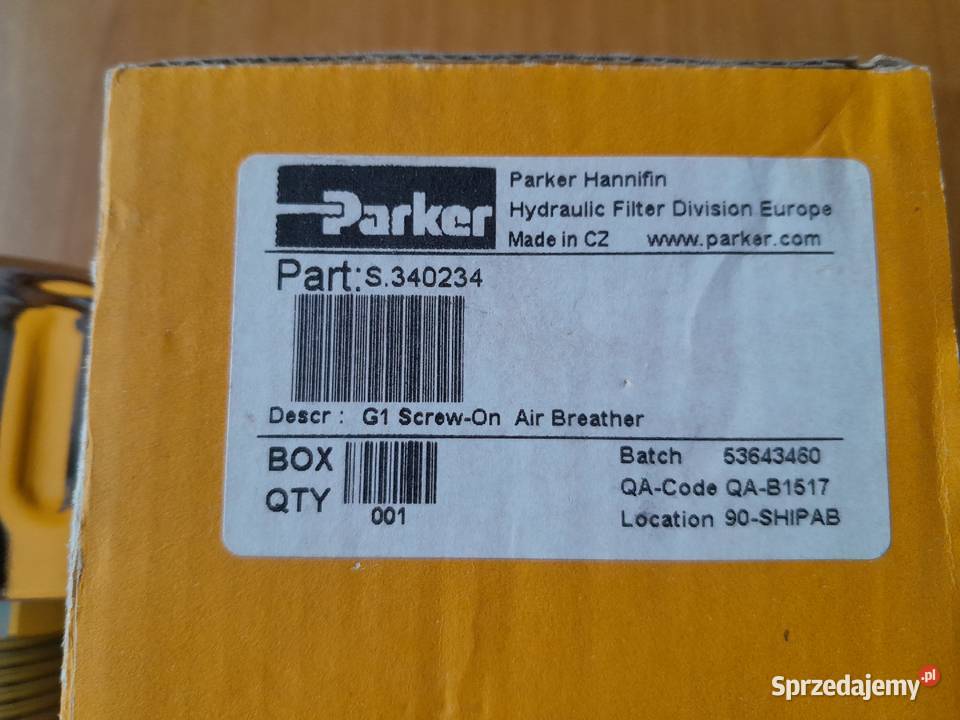 Parker
Parker Hannifin
Hydraulic Filter Division Europe
Made in CZ www.parker.com
Part:S.340234
Descr : G1 Screw-On Air Breather
BOX
QTY
001
Batch 53643460
QA-Code QA-B1517
Location 90-SHIPAB
Sprzedajemy.pl